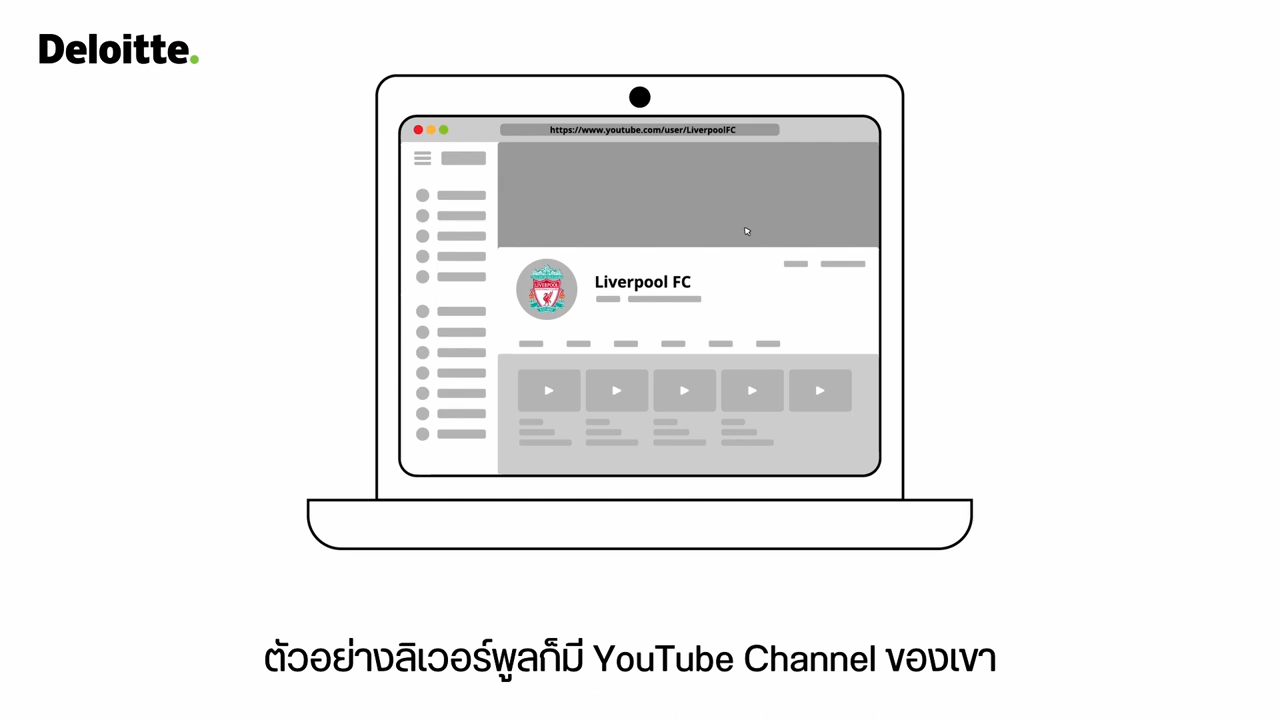 Deloitte.
https://www.youtube.com/user/LiverpoolFC
LIVERPOOL
Liverpool FC
ตัวอย่างลิเวอร์พูลก็มี YouTube Channel ของเขา